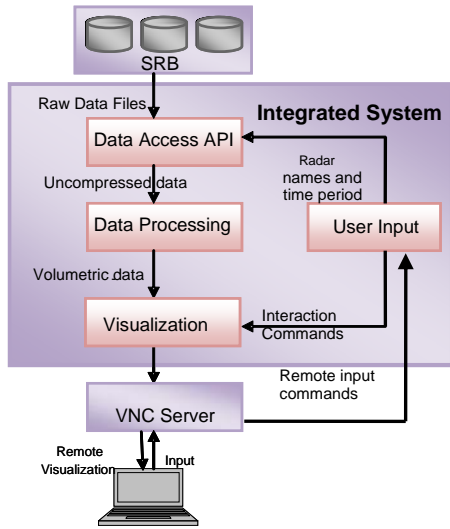 SRB
Raw Data Files
Integrated System
Data Access API
Radar
names and
time period
Uncompressed data
Data Processing
User Input
Volumetric data
Visualization
Interaction
Commands
Remote input
commands
VNC Server
Remote
Visualization
Input